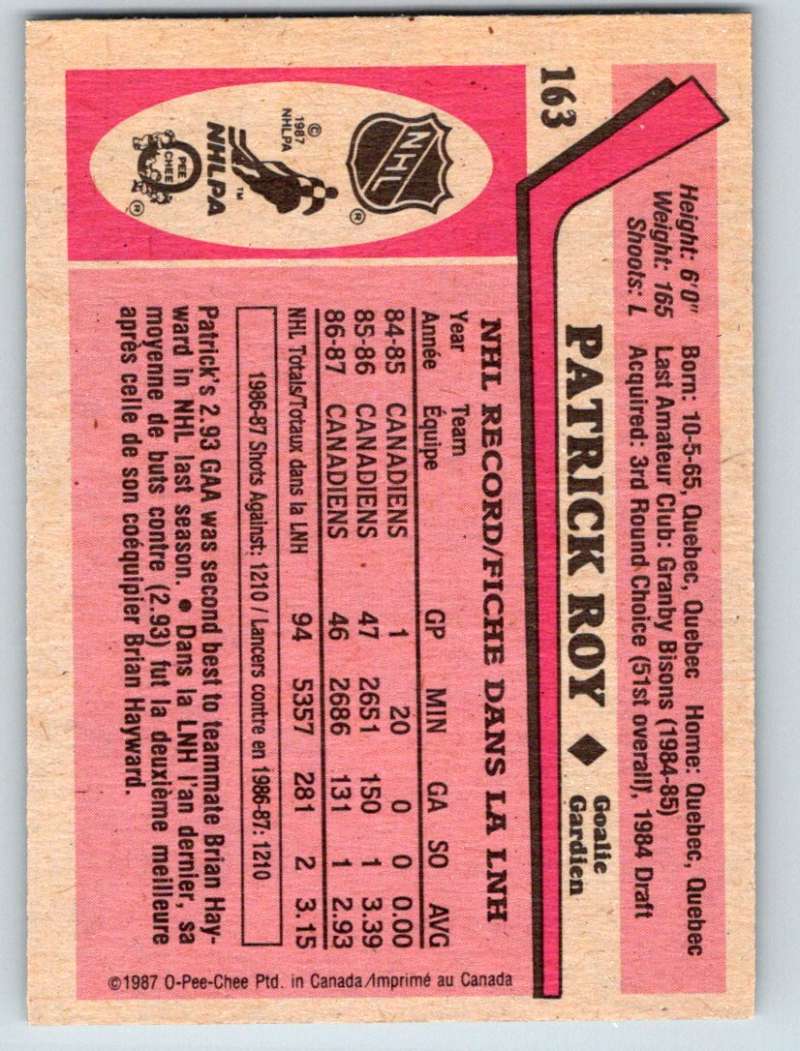 163
Height: 6'0"
Weight: 165
Shoots: L
Born: 10-5-65, Quebec, Quebec Home: Quebec, Quebec
Last Amateur Club: Granby Bisons (1984-85)
Acquired: 3rd Round Choice (51st overall), 1984 Draft
PATRICK ROY ◆ Goalie
Gardien
NHL
®
© 1987 NHLPA
NHLPA™
O PEE CHEE ®
NHL RECORD/FICHE DANS LA LNH
Year Team
Année Équipe GP MIN GA SO AVG
84-85 CANADIENS 1 20 0 0 0.00
85-86 CANADIENS 47 2651 150 1 3.39
86-87 CANADIENS 46 2686 131 1 2.93
NHL Totals/Totaux dans la LNH 94 5357 281 2 3.15
1986-87 Shots Against: 1210 / Lancers contre en 1986-87: 1210
Patrick's 2.93 GAA was second best to teammate Brian Hay-
ward in NHL last season. ● Dans la LNH l'an dernier, sa
moyenne de buts contre (2.93) fut la deuxième meilleure
après celle de son coéquipier Brian Hayward.
©1987 O-Pee-Chee Ptd. in Canada/Imprimé au Canada